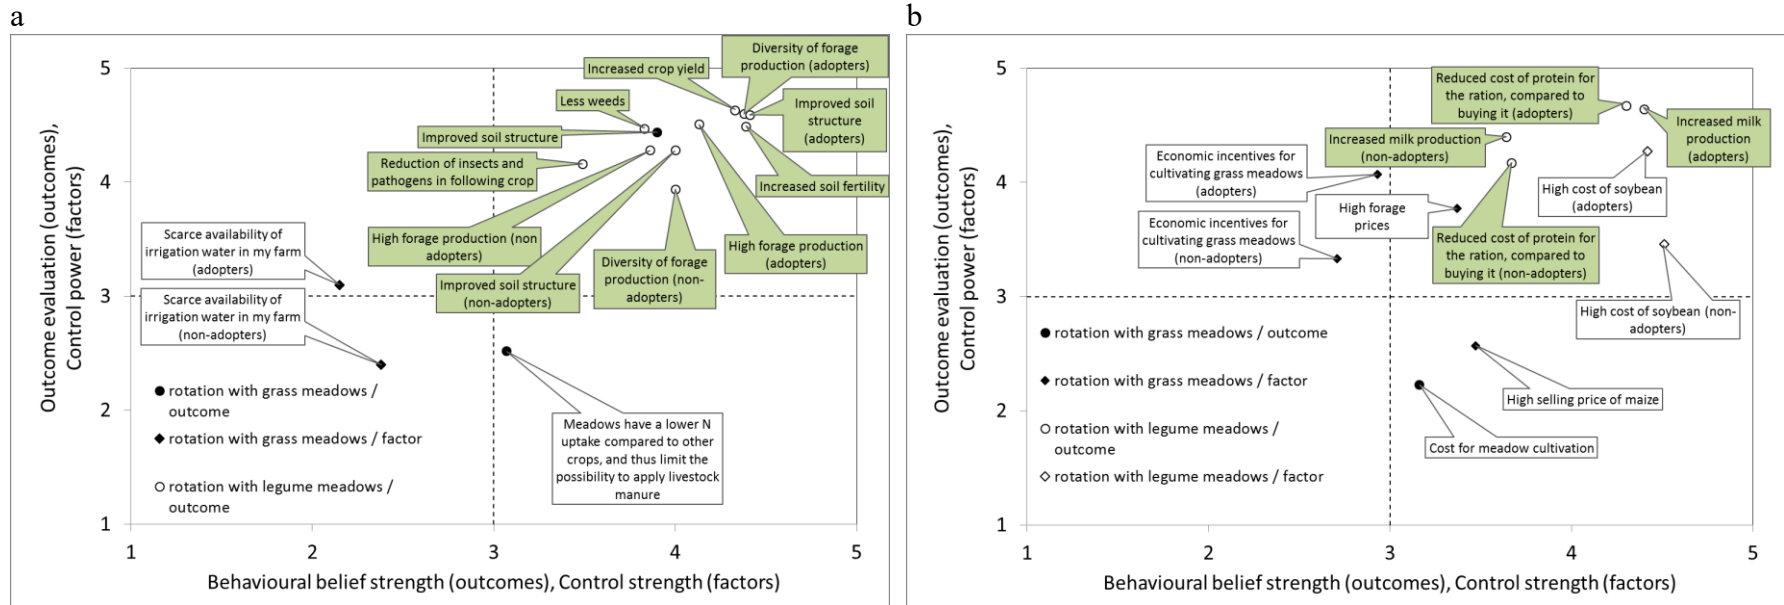 a
Outcome evaluation (outcomes),
Control power (factors)
5
4
3
2
1
1
2
3
4
5
Behavioural belief strength (outcomes), Control strength (factors)
Diversity of forage
production (adopters)
Increased crop yield
Less weeds
Improved soil
structure
(adopters)
Improved soil structure
Reduction of insects and
pathogens in following crop
Increased soil fertility
High forage production (non
adopters)
High forage production
(adopters)
Improved soil structure
(non-adopters)
Diversity of forage
production (non-
adopters)
Scarce availability of
irrigation water in my farm
(adopters)
Scarce availability of
irrigation water in my farm
(non-adopters)
Meadows have a lower N
uptake compared to other
crops, and thus limit the
possibility to apply livestock
manure
rotation with grass meadows /
outcome
rotation with grass meadows / factor
rotation with legume meadows /
outcome
b
Outcome evaluation (outcomes),
Control power (factors)
5
4
3
2
1
1
2
3
4
5
Behavioural belief strength (outcomes), Control strength (factors)
Reduced cost of protein for
the ration, compared to
buying it (adopters)
Increased milk
production
(adopters)
Increased milk production
(non-adopters)
Economic incentives for
cultivating grass meadows
(adopters)
High forage
prices
High cost of soybean
(adopters)
Economic incentives for
cultivating grass meadows
(non-adopters)
Reduced cost of protein for
the ration, compared to
buying it (non-adopters)
High cost of soybean (non-
adopters)
High selling price of maize
Cost for meadow cultivation
rotation with grass meadows / outcome
rotation with grass meadows / factor
rotation with legume meadows /
outcome
rotation with legume meadows / factor